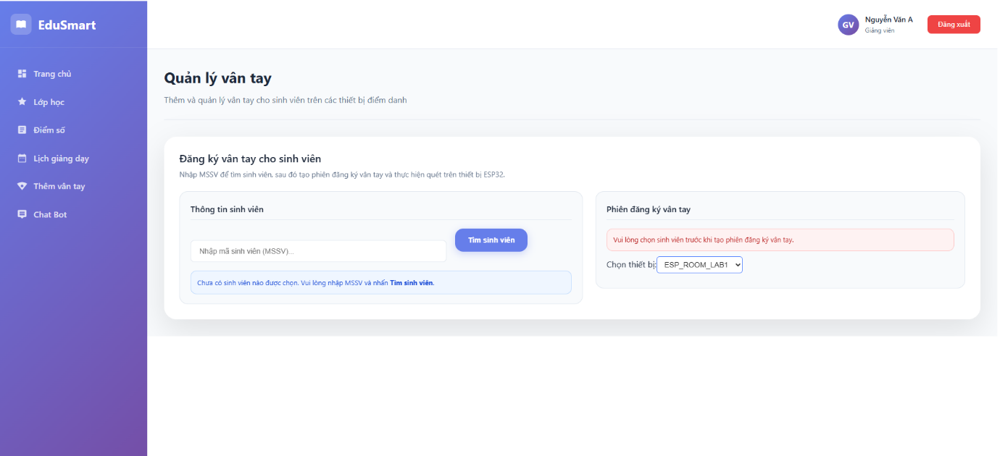 EduSmart
Trang chủ
Lớp học
Điểm số
Lịch giảng dạy
Thêm vân tay
Chat Bot
GV
Nguyễn Văn A
Giảng viên
Đăng xuất
Quản lý vân tay
Thêm và quản lý vân tay cho sinh viên trên các thiết bị điểm danh
Đăng ký vân tay cho sinh viên
Nhập MSSV để tìm sinh viên, sau đó tạo phiên đăng ký vân tay và thực hiện quét trên thiết bị ESP32.
Thông tin sinh viên
Nhập mã sinh viên (MSSV)...
Tìm sinh viên
Chưa có sinh viên nào được chọn. Vui lòng nhập MSSV và nhấn Tìm sinh viên.
Phiên đăng ký vân tay
Vui lòng chọn sinh viên trước khi tạo phiên đăng ký vân tay.
Chọn thiết bị: ESP_ROOM_LAB1